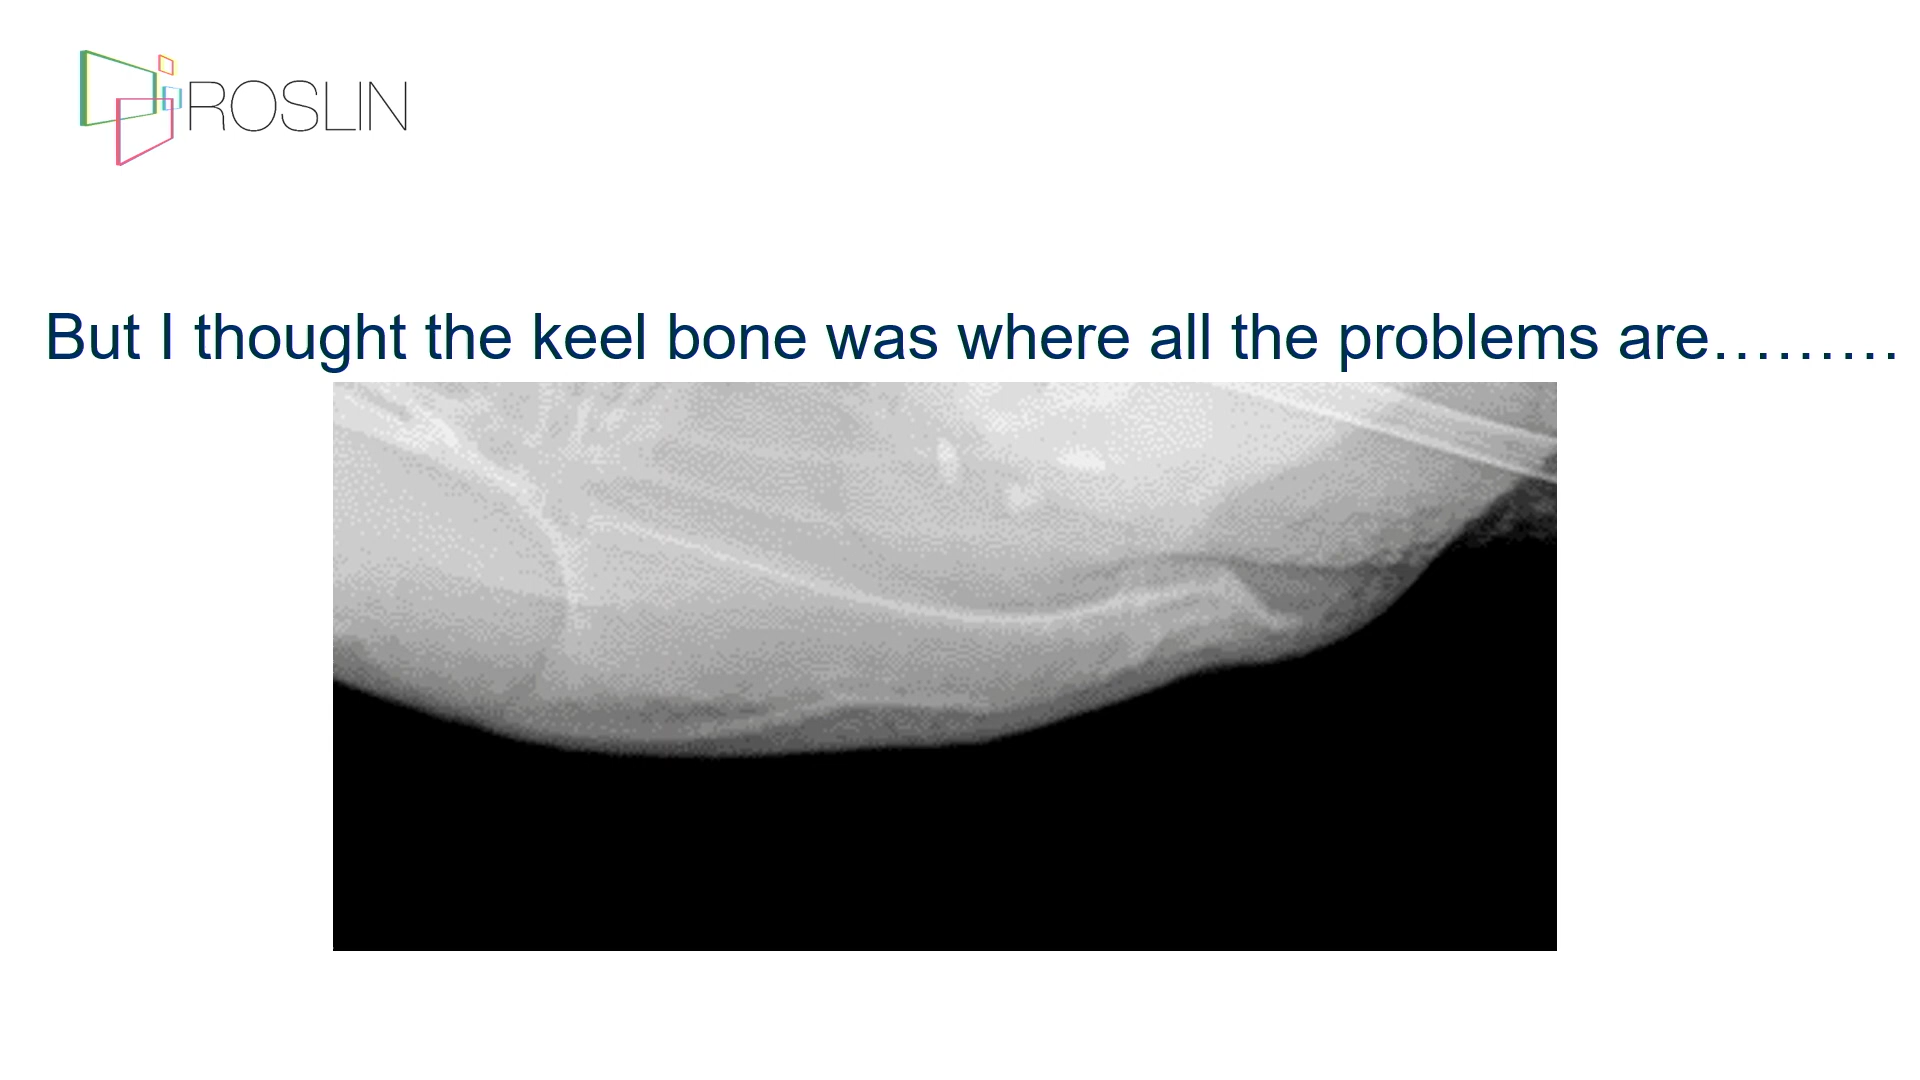 ROSLIN
But I thought the keel bone was where all the problems are………